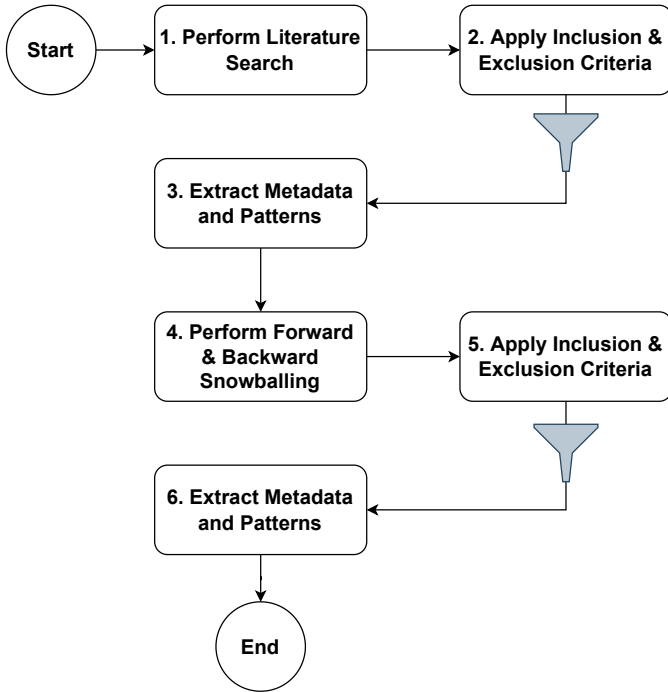 Start
1. Perform Literature
Search
2. Apply Inclusion &
Exclusion Criteria
3. Extract Metadata
and Patterns
4. Perform Forward
& Backward
Snowballing
5. Apply Inclusion &
Exclusion Criteria
6. Extract Metadata
and Patterns
End